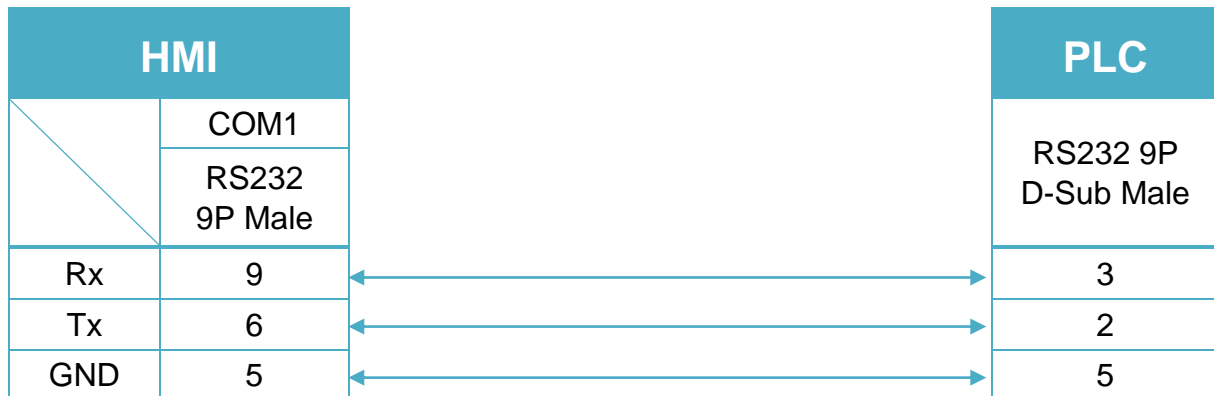 HMI
PLC
COM1
RS232
9P Male
RS232 9P
D-Sub Male
Rx 9 3
Tx 6 2
GND 5 5